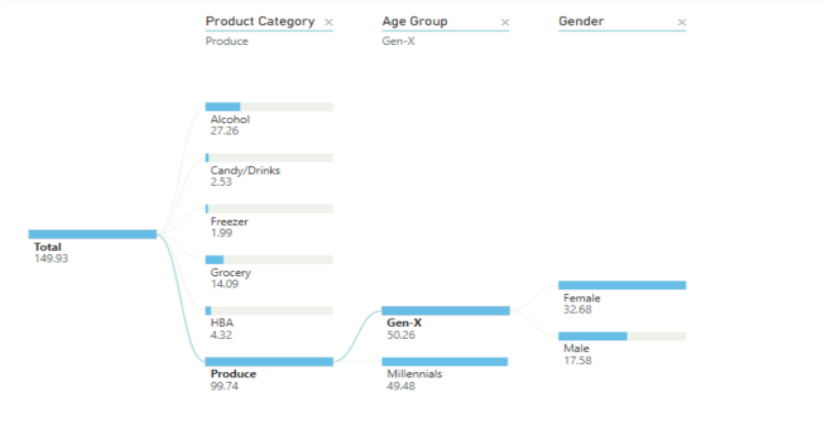 Product Category × Age Group × Gender ×
Produce Gen-X
Alcohol
27.26
Candy/Drinks
2.53
Freezer
1.99
Total
149.93
Grocery
14.09
Female
32.68
HBA
4.32
Gen-X
50.26
Male
17.58
Produce
99.74
Millennials
49.48